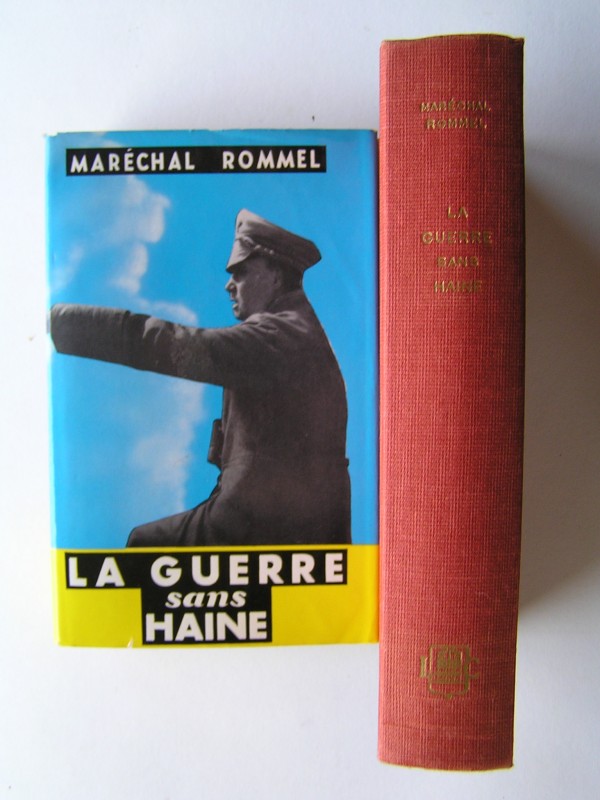 MARÉCHAL ROMMEL
LA GUERRE
sans
HAINE
MARÉCHAL
ROMMEL
LA
GUERRE
SANS
HAINE